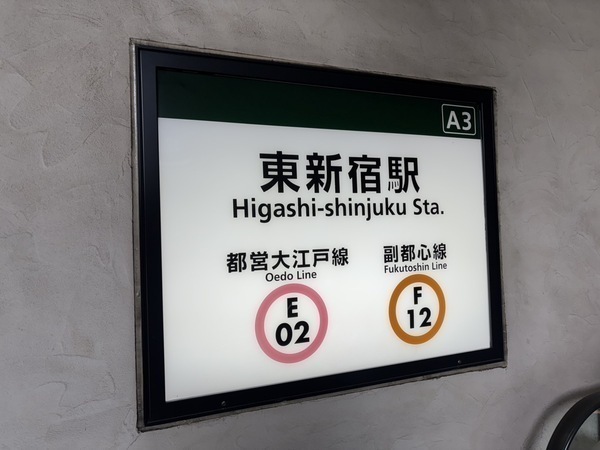 A3
東新宿駅
Higashi-shinjuku Sta.
都営大江戸線
Oedo Line
E
02
副都心線
Fukutoshin Line
F
12